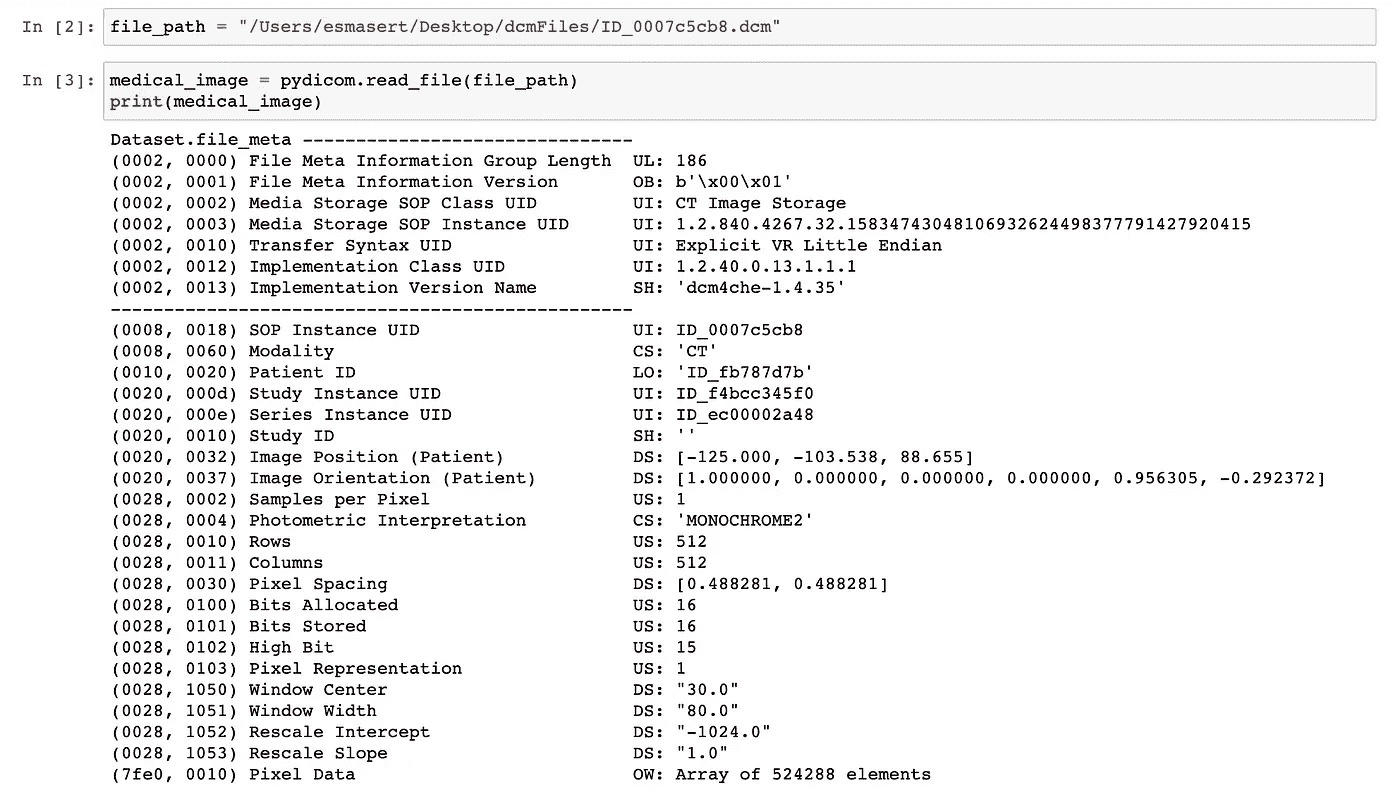 In [2]: file_path = "/Users/esmasert/Desktop/dcmFiles/ID_0007c5cb8.dcm"
In [3]: medical_image = pydicom.read_file(file_path)
print(medical_image)
Dataset.file_meta -------------------------------
(0002, 0000) File Meta Information Group Length  UL: 186
(0002, 0001) File Meta Information Version       OB: b'\x00\x01'
(0002, 0002) Media Storage SOP Class UID         UI: CT Image Storage
(0002, 0003) Media Storage SOP Instance UID      UI: 1.2.840.4267.32.158347430481069326244983777791427920415
(0002, 0010) Transfer Syntax UID                 UI: Explicit VR Little Endian
(0002, 0012) Implementation Class UID            UI: 1.2.40.0.13.1.1.1
(0002, 0013) Implementation Version Name         SH: 'dcm4che-1.4.35'
-------------------------------------------------
(0008, 0018) SOP Instance UID                    UI: ID_0007c5cb8
(0008, 0060) Modality                            CS: 'CT'
(0010, 0020) Patient ID                          LO: 'ID_fb787d7b'
(0020, 000d) Study Instance UID                  UI: ID_f4bcc345f0
(0020, 000e) Series Instance UID                 UI: ID_ec00002a48
(0020, 0010) Study ID                            SH: ''
(0020, 0032) Image Position (Patient)            DS: [-125.000, -103.538, 88.655]
(0020, 0037) Image Orientation (Patient)         DS: [1.000000, 0.000000, 0.000000, 0.000000, 0.956305, -0.292372]
(0028, 0002) Samples per Pixel                   US: 1
(0028, 0004) Photometric Interpretation          CS: 'MONOCHROME2'
(0028, 0010) Rows                                US: 512
(0028, 0011) Columns                             US: 512
(0028, 0030) Pixel Spacing                       DS: [0.488281, 0.488281]
(0028, 0100) Bits Allocated                      US: 16
(0028, 0101) Bits Stored                         US: 16
(0028, 0102) High Bit                            US: 15
(0028, 0103) Pixel Representation                US: 1
(0028, 1050) Window Center                       DS: "30.0"
(0028, 1051) Window Width                        DS: "80.0"
(0028, 1052) Rescale Intercept                   DS: "-1024.0"
(0028, 1053) Rescale Slope                       DS: "1.0"
(7fe0, 0010) Pixel Data                          OW: Array of 524288 elements